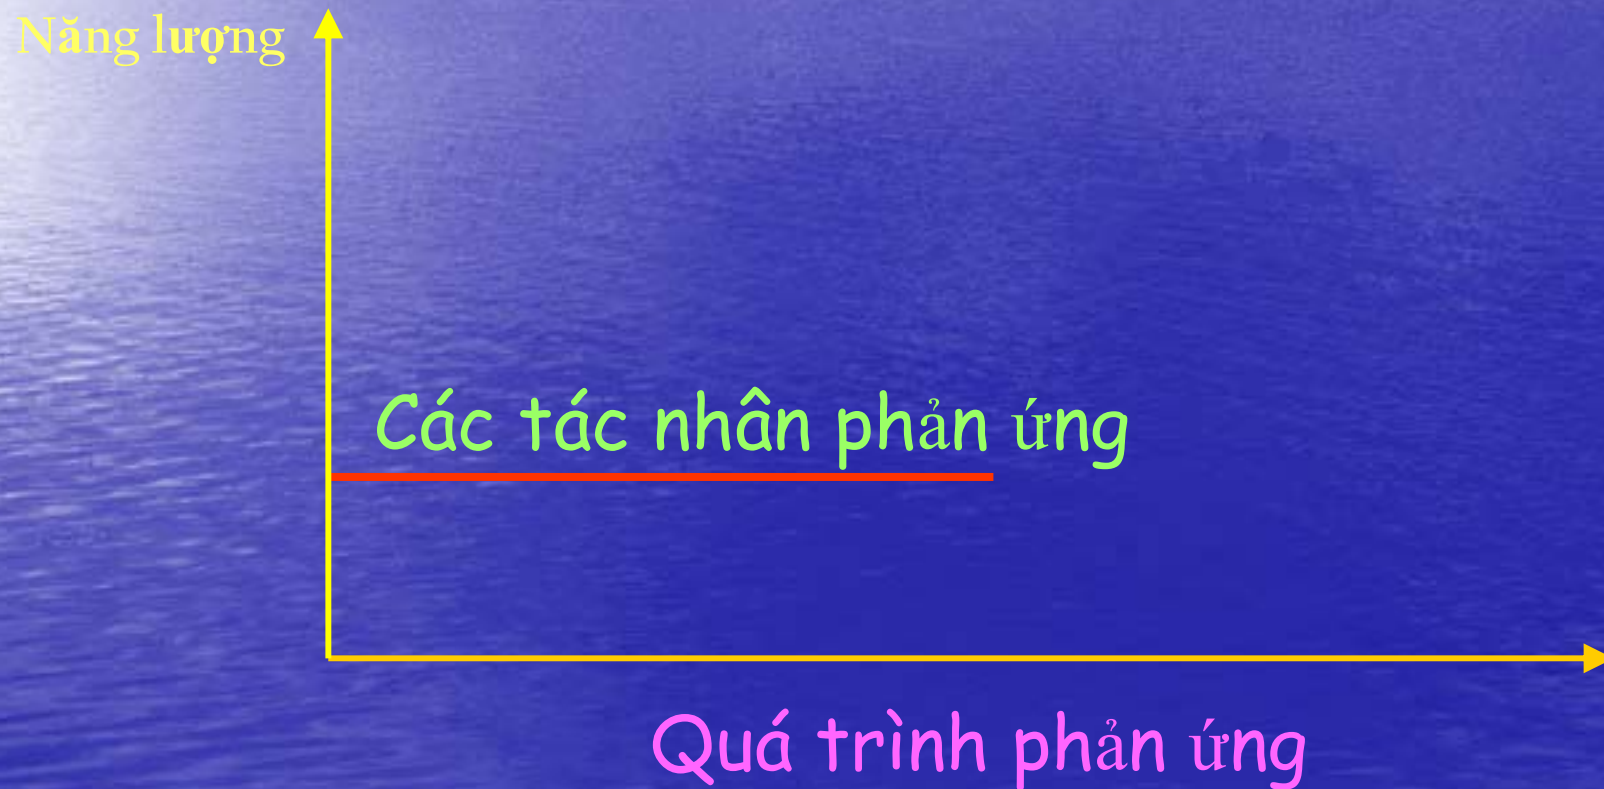 Năng lượng
Các tác nhân phản ứng
Quá trình phản ứng